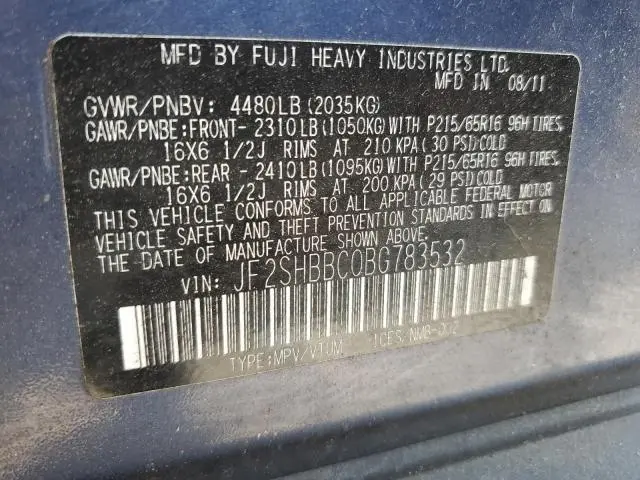 MFD BY FUJI HEAVY INDUSTRIES LTD.
MFD IN 08/11
GVWR/PNBV: 4480LB (2035KG)
GAWR/PNBE:FRONT- 2310LB (1050KG) WITH P215/65R16 96H TIRES,
16X6 1/2J RIMS AT 210 KPA (30 PSI) COLD
GAWR/PNBE:REAR - 2410LB (1095KG) WITH P215/65R16 96H TIRES,
16X6 1/2J RIMS AT 200 KPA (29 PSI) COLD
THIS VEHICLE CONFORMS TO ALL APPLICABLE FEDERAL MOTOR
VEHICLE SAFETY AND THEFT PREVENTION STANDARDS IN EFFECT ON
THE DATE OF MANUFACTURE SHOWN ABOVE.
VIN: JF2SHBBC0BG783532
TYPE:MPV/VTUM ICES/NMB-002